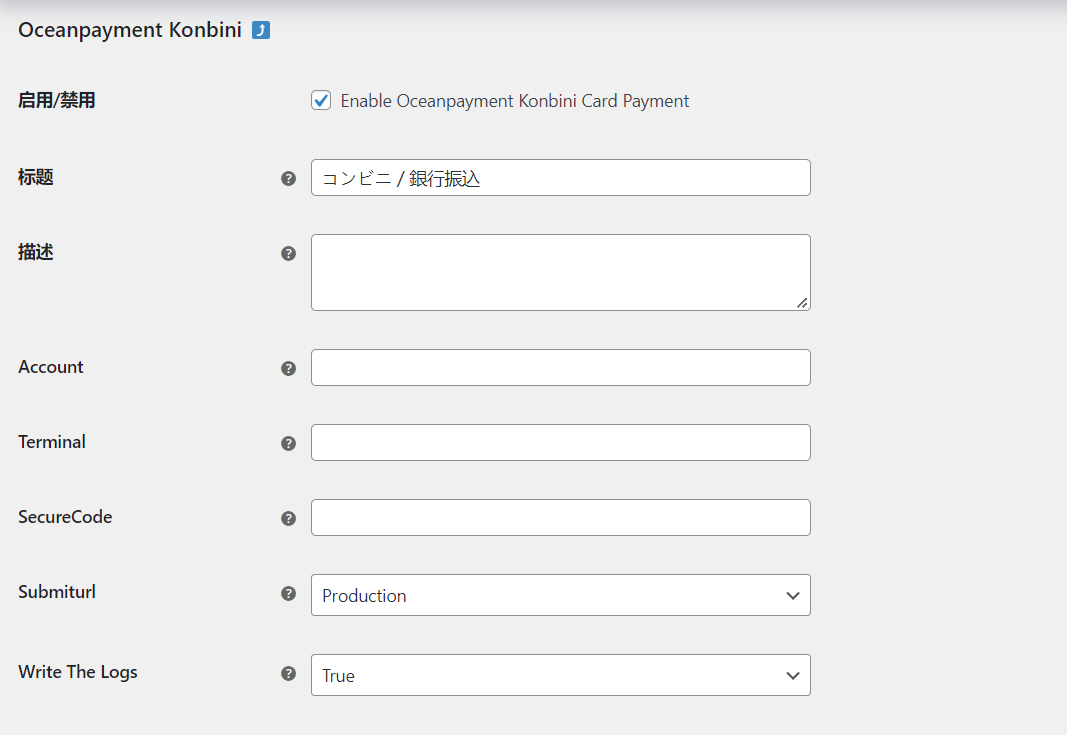 Oceanpayment Konbini
启用/禁用
Enable Oceanpayment Konbini Card Payment
标题
コンビニ / 銀行振込
描述
Account
Terminal
SecureCode
Submiturl
Production
Write The Logs
True